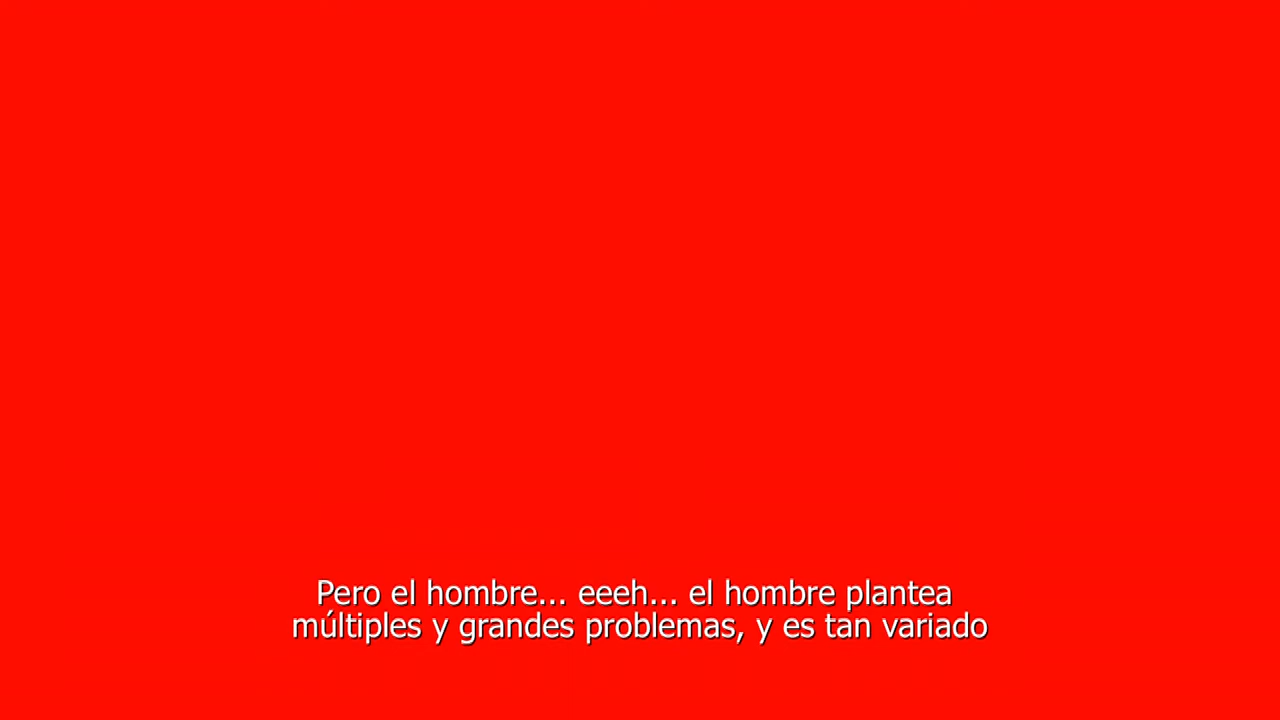 Pero el hombre... eeeh... el hombre plantea
múltiples y grandes problemas, y es tan variado